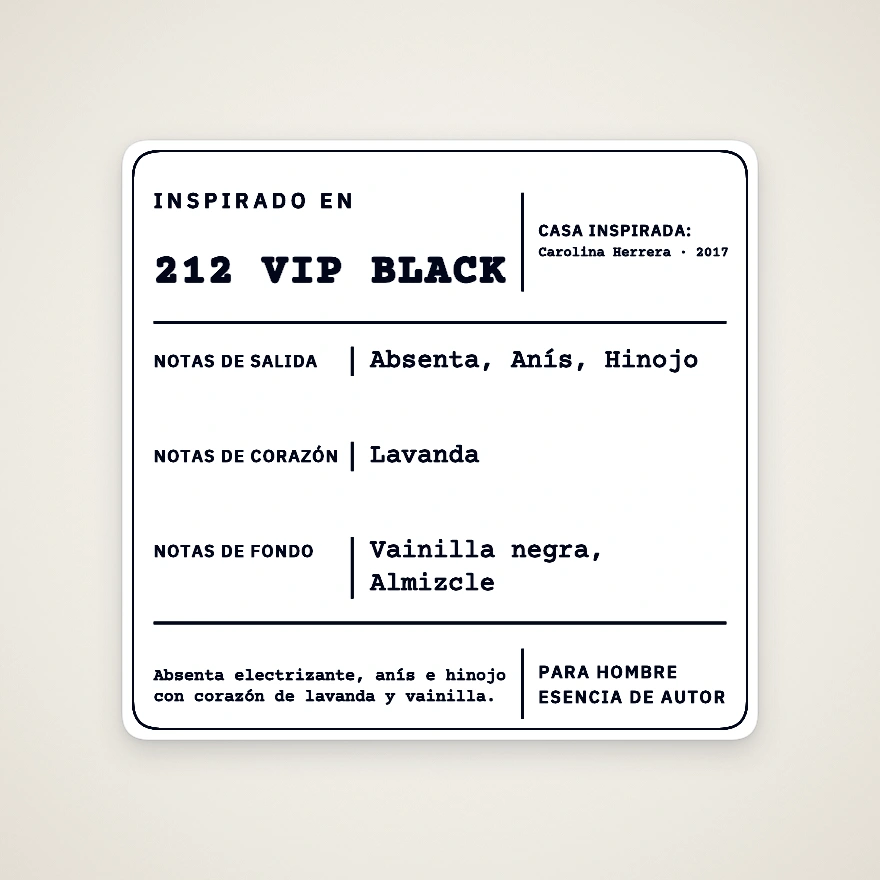 INSPIRADO EN
212 VIP BLACK
CASA INSPIRADA:
Carolina Herrera · 2017
NOTAS DE SALIDA
Absenta, Anís, Hinojo
NOTAS DE CORAZÓN
Lavanda
NOTAS DE FONDO
Vainilla negra,
Almizcle
Absenta electrizante, anís e hinojo
con corazón de lavanda y vainilla.
PARA HOMBRE
ESENCIA DE AUTOR